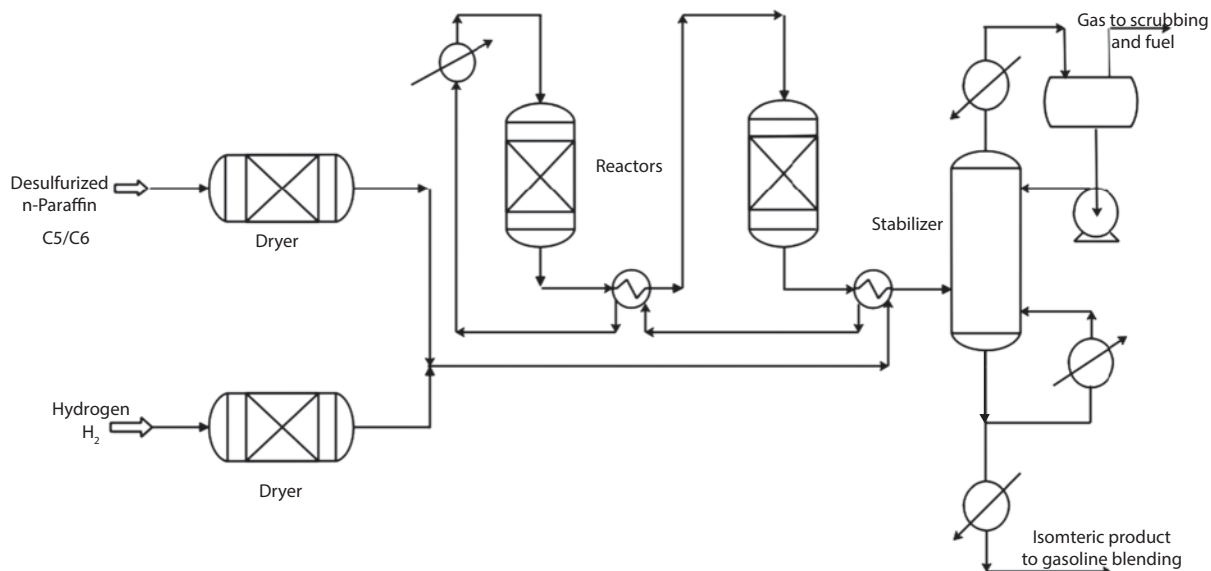 Gas to scrubbing
and fuel
Reactors
Desulfurized
n-Paraffin
C5/C6
Dryer
Stabilizer
Hydrogen
H₂
Dryer
Isomteric product
to gasoline blending